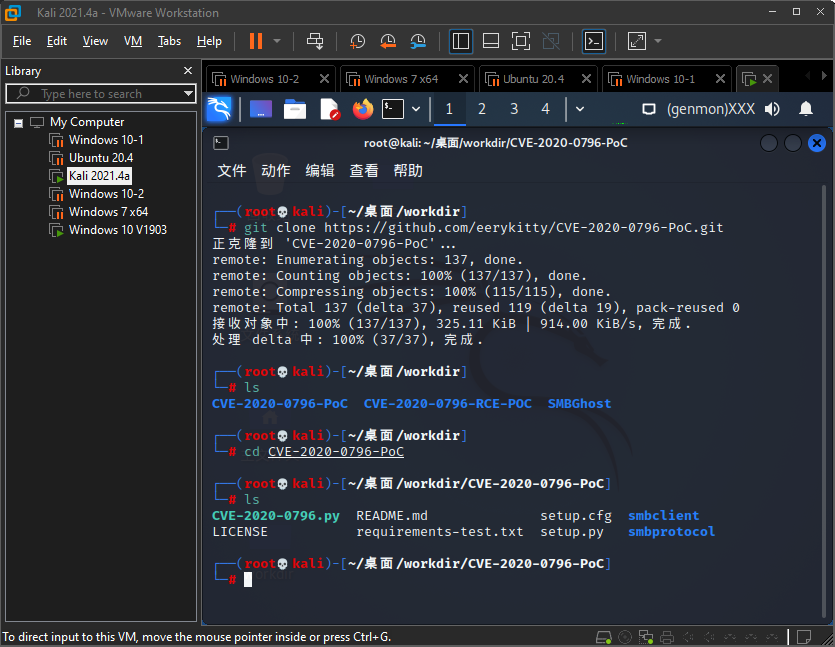 Kali 2021.4a - VMware Workstation
File Edit View VM Tabs Help
Library
Type here to search
My Computer
Windows 10-1
Ubuntu 20.4
Kali 2021.4a
Windows 10-2
Windows 7 x64
Windows 10 V1903
Windows 10-2 Windows 7 x64 Ubuntu 20.4 Windows 10-1
1 2 3 4 (genmon)XXX
root@kali: ~/桌面/workdir/CVE-2020-0796-PoC
文件 动作 编辑 查看 帮助
┌──(root💀kali)-[~/桌面/workdir]
└─# git clone https://github.com/eerykitty/CVE-2020-0796-PoC.git
正克隆到 'CVE-2020-0796-PoC'...
remote: Enumerating objects: 137, done.
remote: Counting objects: 100% (137/137), done.
remote: Compressing objects: 100% (115/115), done.
remote: Total 137 (delta 37), reused 119 (delta 19), pack-reused 0
接收对象中: 100% (137/137), 325.11 KiB | 914.00 KiB/s, 完成.
处理 delta 中: 100% (37/37), 完成.
┌──(root💀kali)-[~/桌面/workdir]
└─# ls
CVE-2020-0796-PoC CVE-2020-0796-RCE-POC SMBGhost
┌──(root💀kali)-[~/桌面/workdir]
└─# cd CVE-2020-0796-PoC
┌──(root💀kali)-[~/桌面/workdir/CVE-2020-0796-PoC]
└─# ls
CVE-2020-0796.py README.md setup.cfg smbclient
LICENSE requirements-test.txt setup.py smbprotocol
┌──(root💀kali)-[~/桌面/workdir/CVE-2020-0796-PoC]
└─#
To direct input to this VM, move the mouse pointer inside or press Ctrl+G.